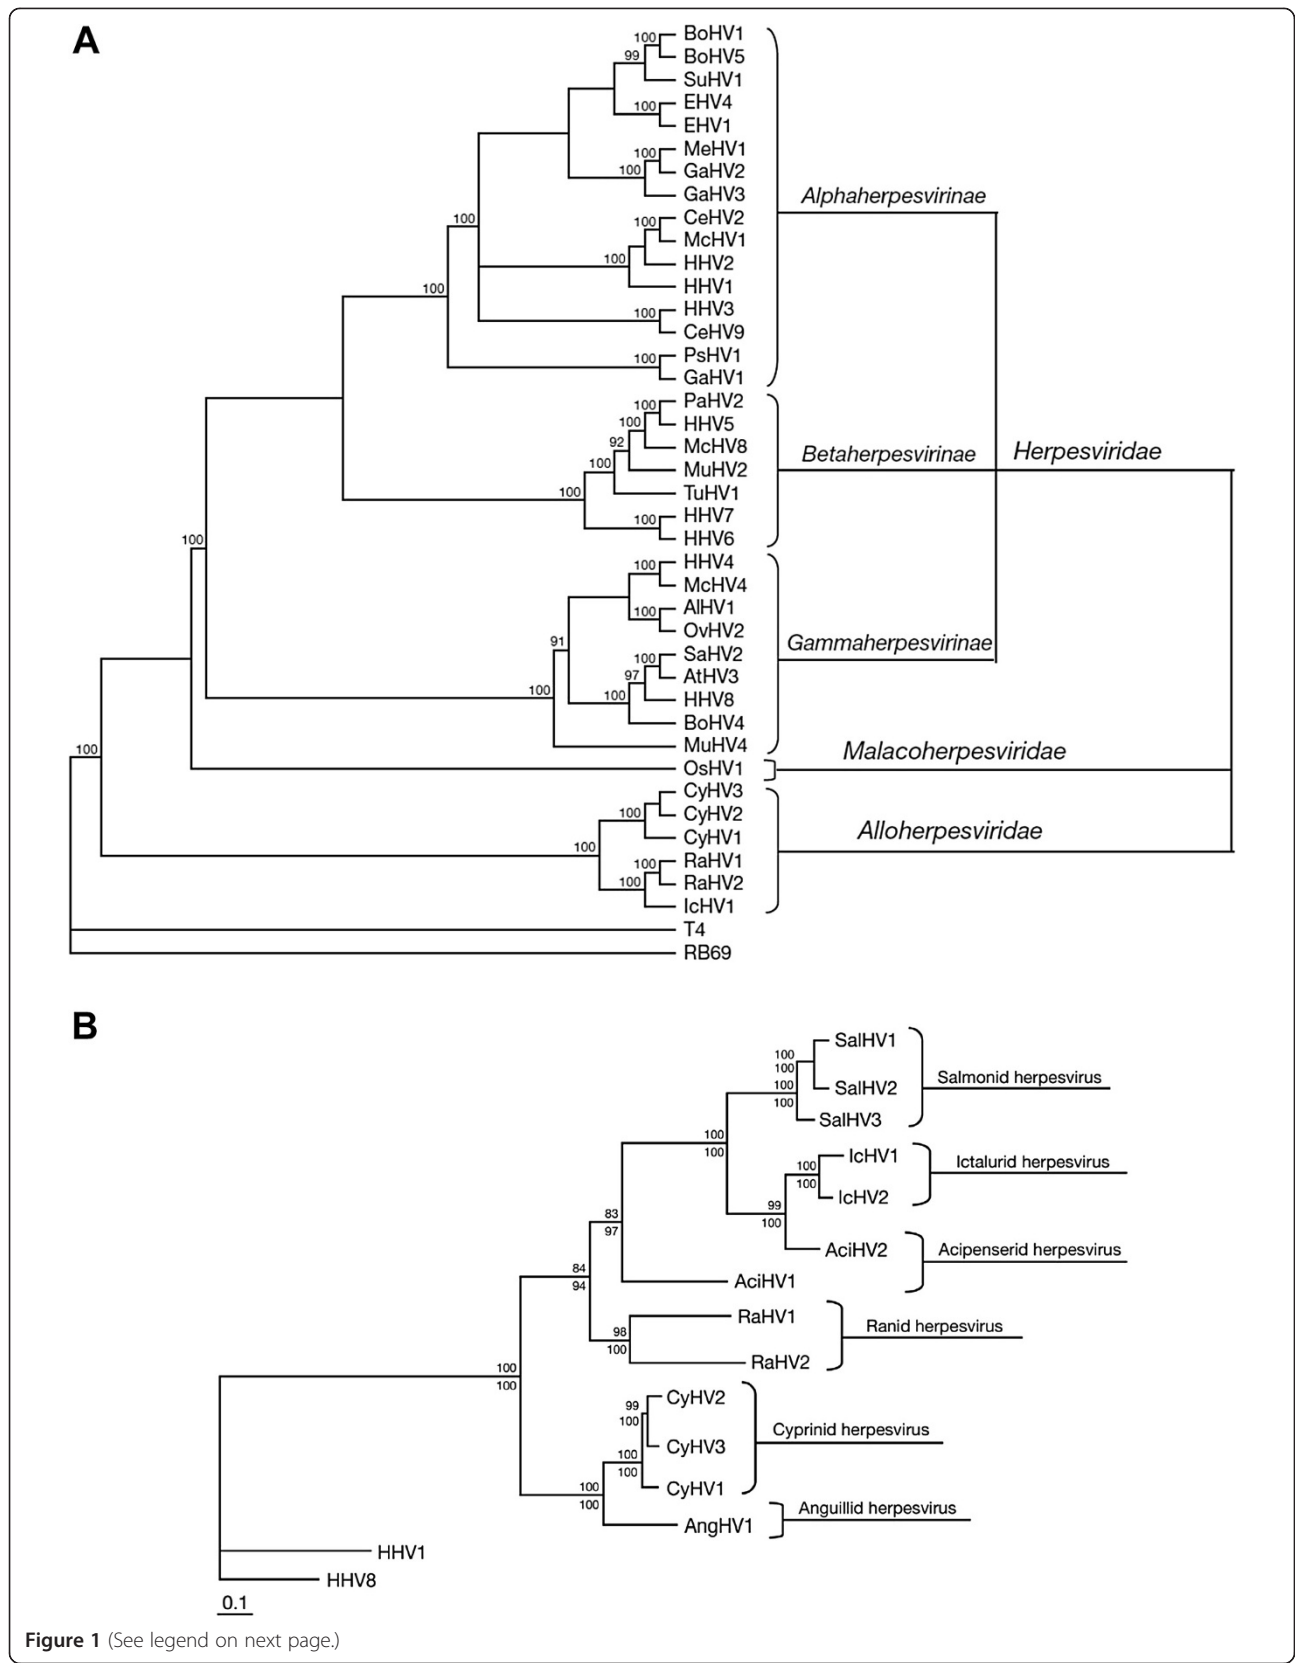 A
100
BoHV1
99
BoHV5
SuHV1
100
EHV4
EHV1
100
MeHV1
100
GaHV2
GaHV3
Alphaherpesvirinae
100
100
CeHV2
McHV1
100
HHV2
HHV1
100
100
HHV3
CeHV9
100
PsHV1
GaHV1
100
PaHV2
100
HHV5
92
McHV8
Betaherpesvirinae
Herpesviridae
100
MuHV2
100
TuHV1
100
HHV7
HHV6
100
100
HHV4
McHV4
100
AlHV1
OvHV2
91
Gammaherpesvirinae
100
SaHV2
97
AtHV3
100
100
HHV8
BoHV4
MuHV4
100
Malacoherpesviridae
OsHV1
CyHV3
100
CyHV2
CyHV1
Alloherpesviridae
100
100
RaHV1
100
RaHV2
IcHV1
T4
RB69
B
SalHV1
100
100
Salmonid herpesvirus
100
SalHV2
100
SalHV3
100
100
IcHV1
100
Ictalurid herpesvirus
100
IcHV2
99
100
83
97
AciHV2
Acipenserid herpesvirus
84
94
AciHV1
RaHV1
98
Ranid herpesvirus
100
RaHV2
100
100
CyHV2
99
100
Cyprinid herpesvirus
CyHV3
100
100
CyHV1
100
100
Anguillid herpesvirus
AngHV1
HHV1
HHV8
0.1
Figure 1 (See legend on next page.)